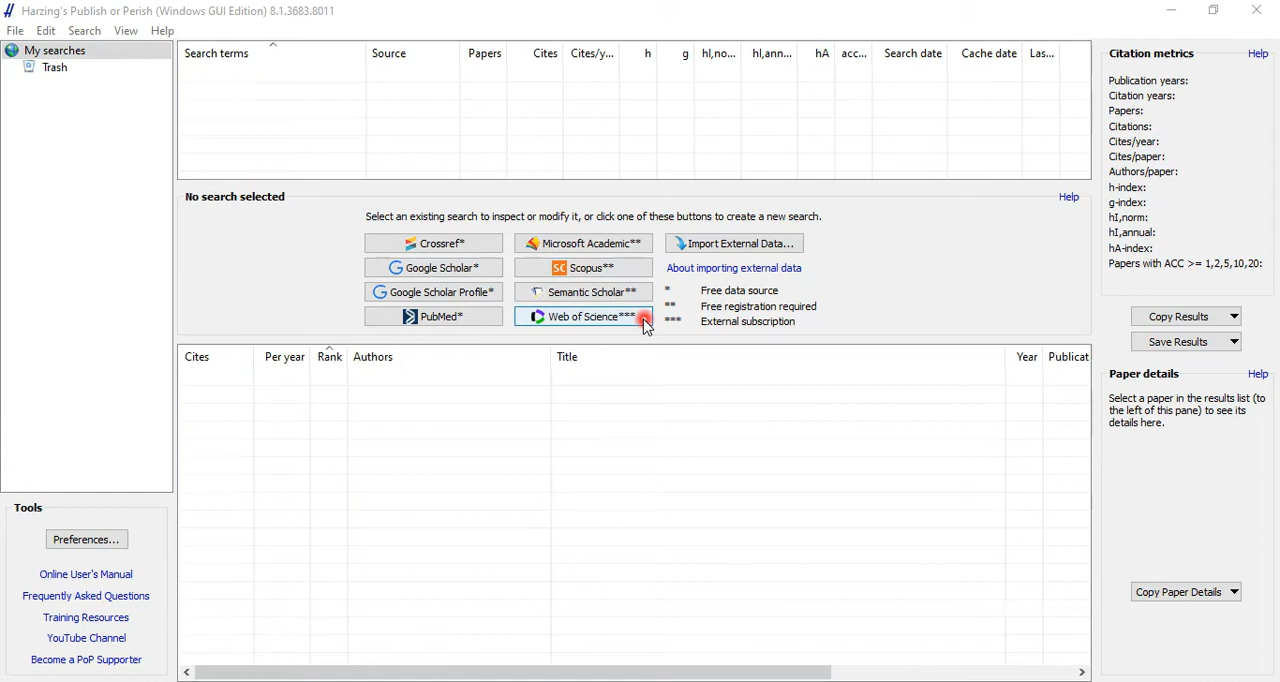 Harzing's Publish or Perish (Windows GUI Edition) 8.1.3683.8011
File Edit Search View Help
My searches
Trash
Search terms Source Papers Cites Cites/y... h g hI,no... hI,ann... hA acc... Search date Cache date Las...
No search selected Help
Select an existing search to inspect or modify it, or click one of these buttons to create a new search.
Crossref* Microsoft Academic** Import External Data...
Google Scholar* Scopus** About importing external data
Google Scholar Profile* Semantic Scholar** * Free data source
** Free registration required
PubMed* Web of Science*** *** External subscription
Cites Per year Rank Authors Title Year Publicat
Tools
Preferences...
Online User's Manual
Frequently Asked Questions
Training Resources
YouTube Channel
Become a PoP Supporter
Citation metrics Help
Publication years:
Citation years:
Papers:
Citations:
Cites/year:
Cites/paper:
Authors/paper:
h-index:
g-index:
hI,norm:
hI,annual:
hA-index:
Papers with ACC >= 1,2,5,10,20:
Copy Results
Save Results
Paper details Help
Select a paper in the results list (to
the left of this pane) to see its
details here.
Copy Paper Details